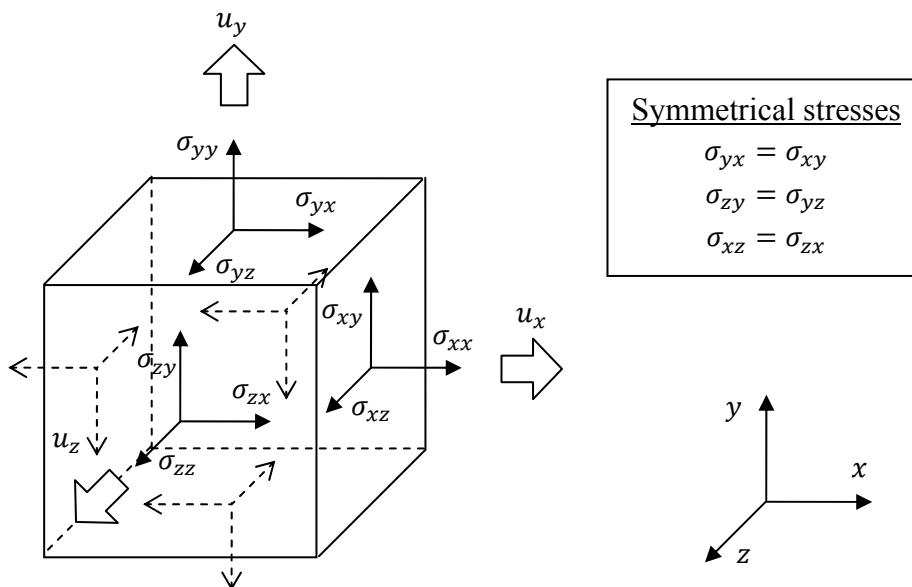 u_y
σ_yy
σ_yx
σ_yz
σ_xy
σ_xx
σ_xz
u_x
σ_zy
σ_zx
σ_zz
u_z
Symmetrical stresses
σ_yx = σ_xy
σ_zy = σ_yz
σ_xz = σ_zx
y
x
z